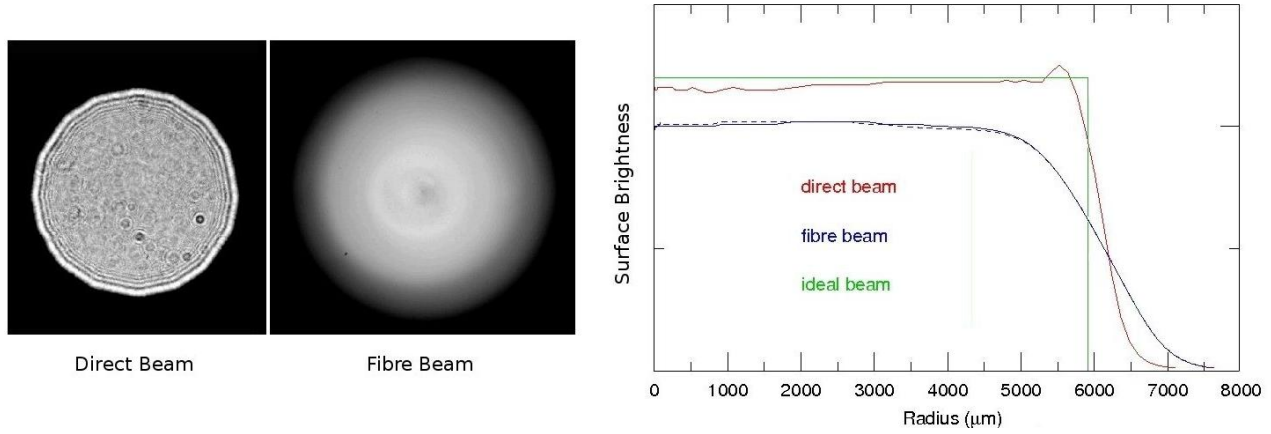 Direct Beam
Fibre Beam
Surface Brightness
direct beam
fibre beam
ideal beam
0 1000 2000 3000 4000 5000 6000 7000 8000
Radius (μm)